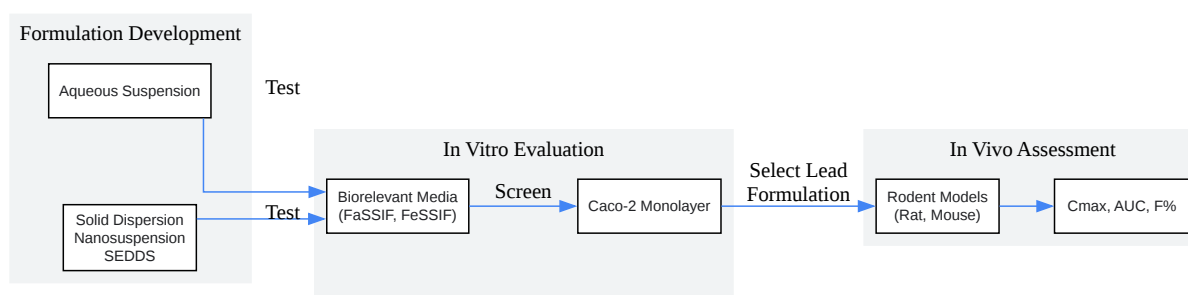 Formulation Development
Aqueous Suspension
Test
In Vitro Evaluation
In Vivo Assessment
Select Lead
Formulation
Biorelevant Media
(FaSSIF, FeSSIF)
Screen
Caco-2 Monolayer
Rodent Models
(Rat, Mouse)
Cmax, AUC, F%
Test
Solid Dispersion
Nanosuspension
SEDDS